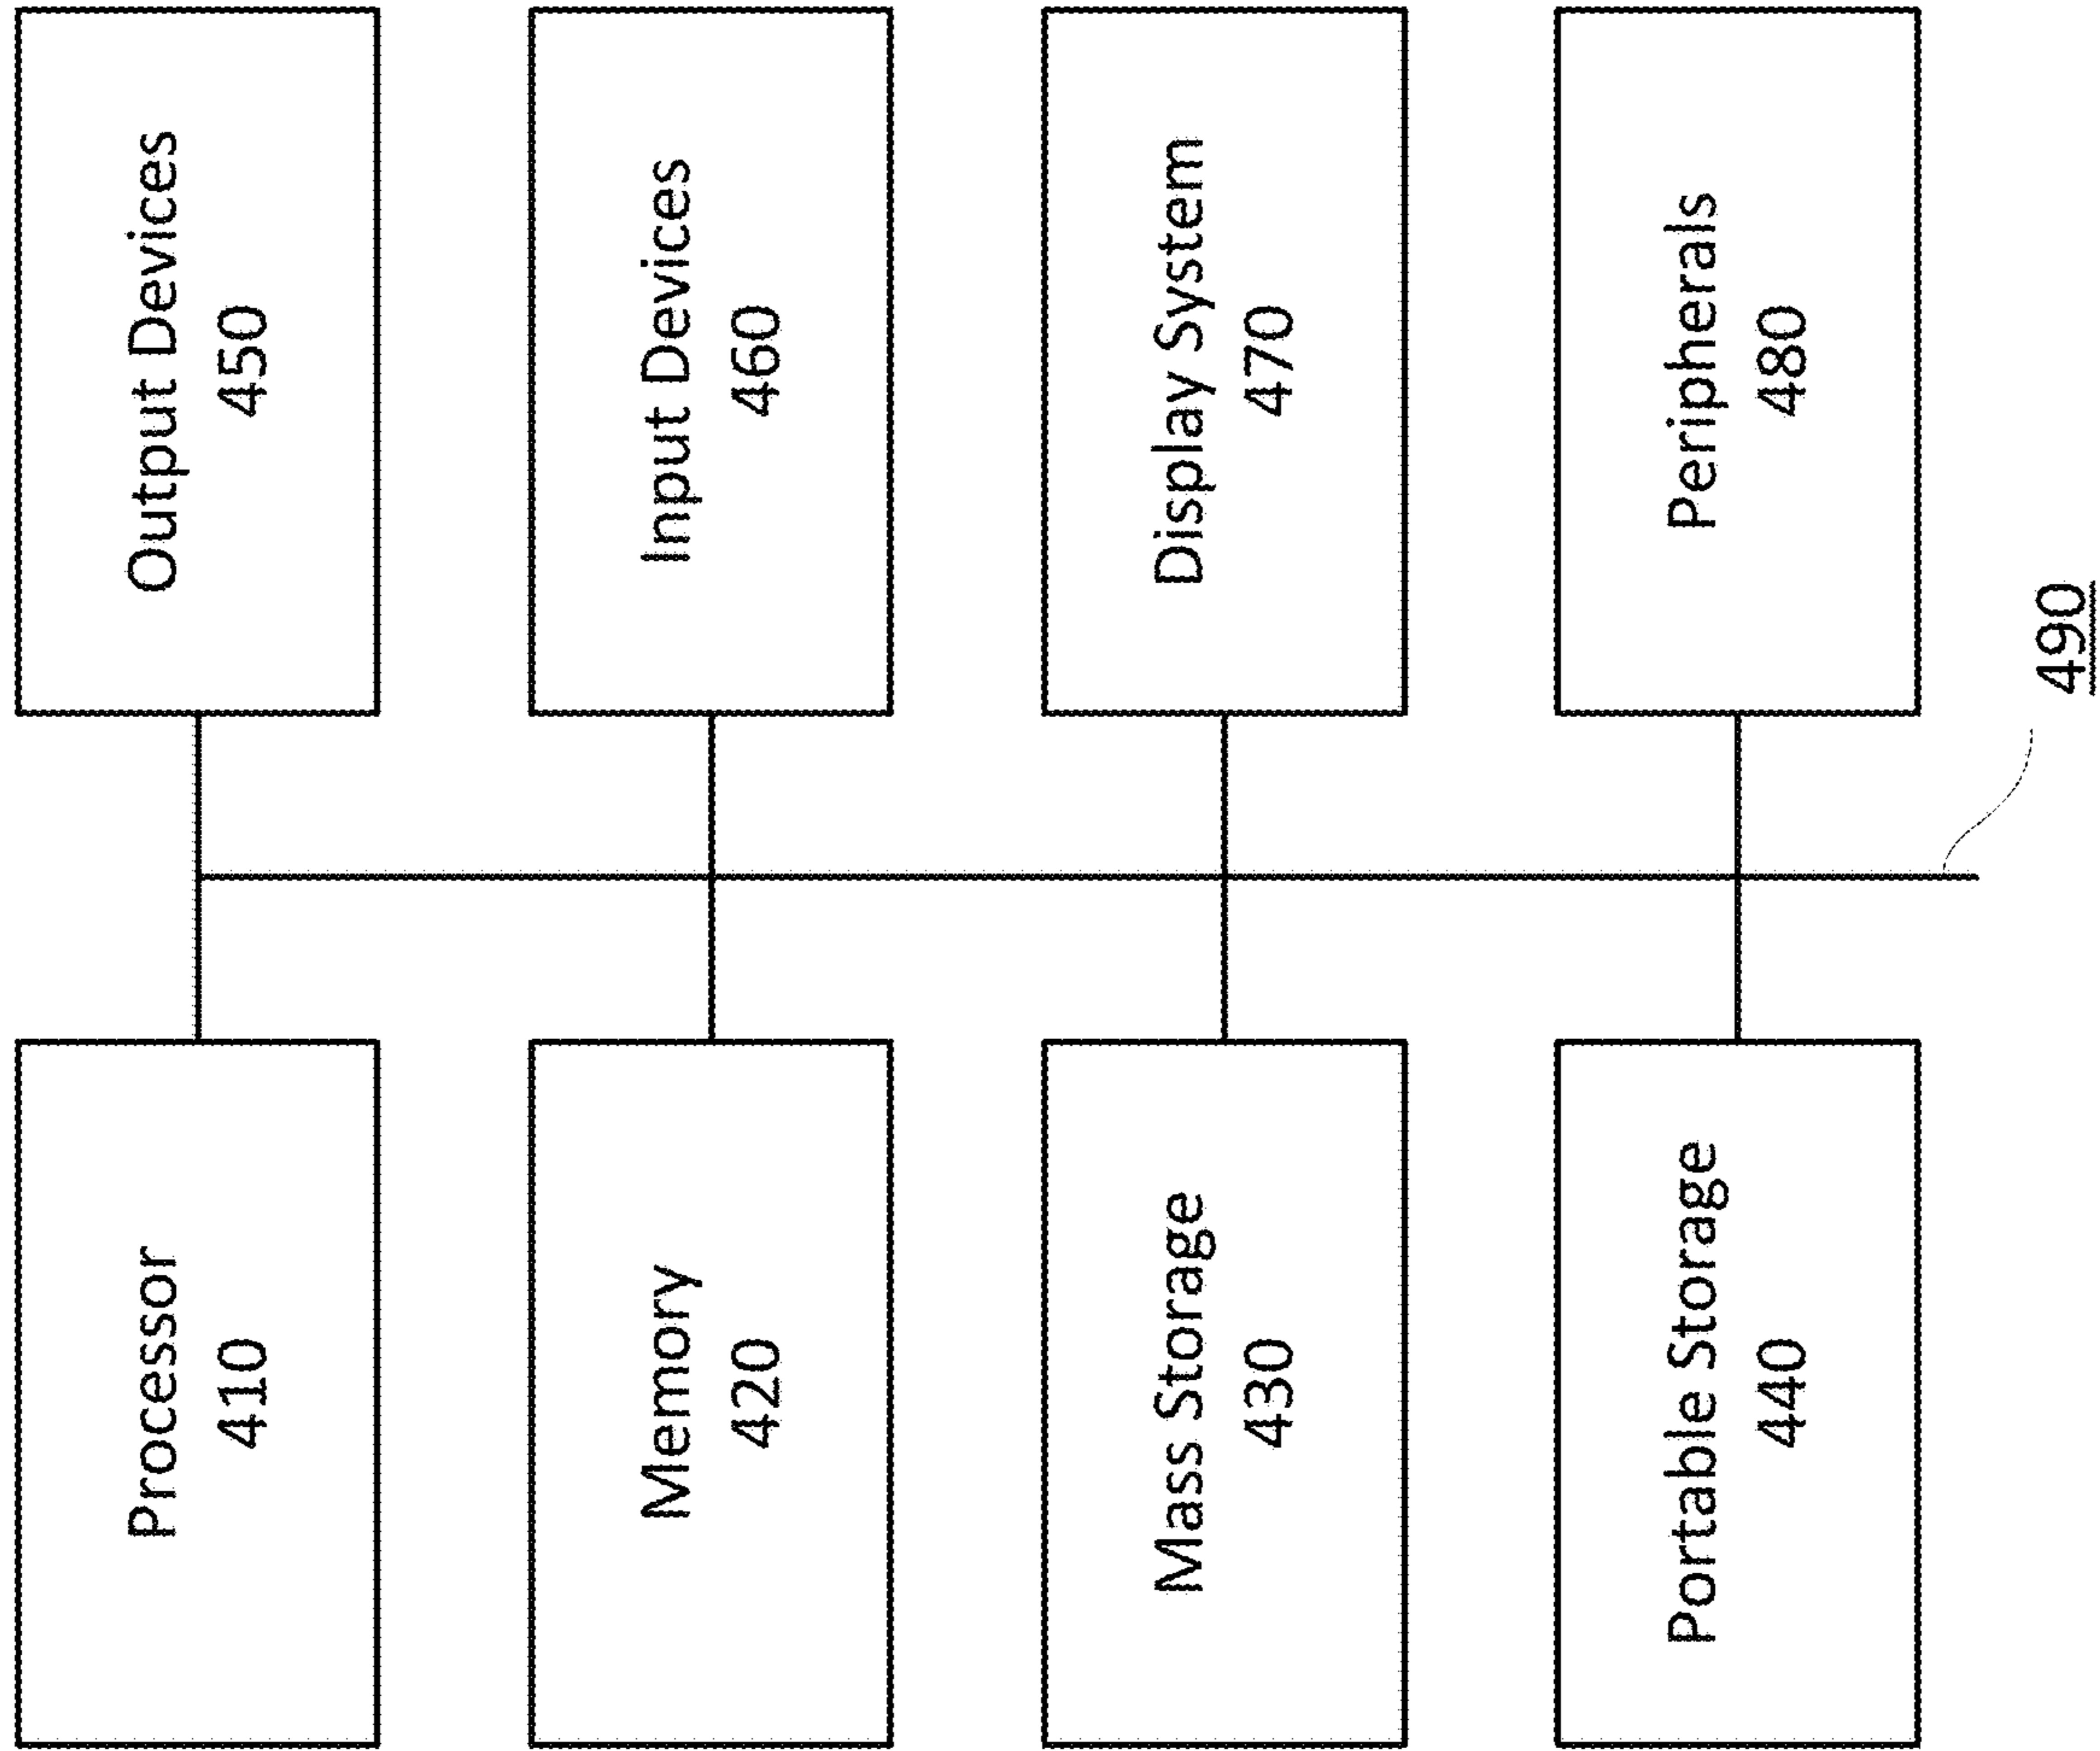 Processor
410
Output Devices
450
Memory
420
Input Devices
460
Mass Storage
430
Display System
470
Portable Storage
440
Peripherals
480
490